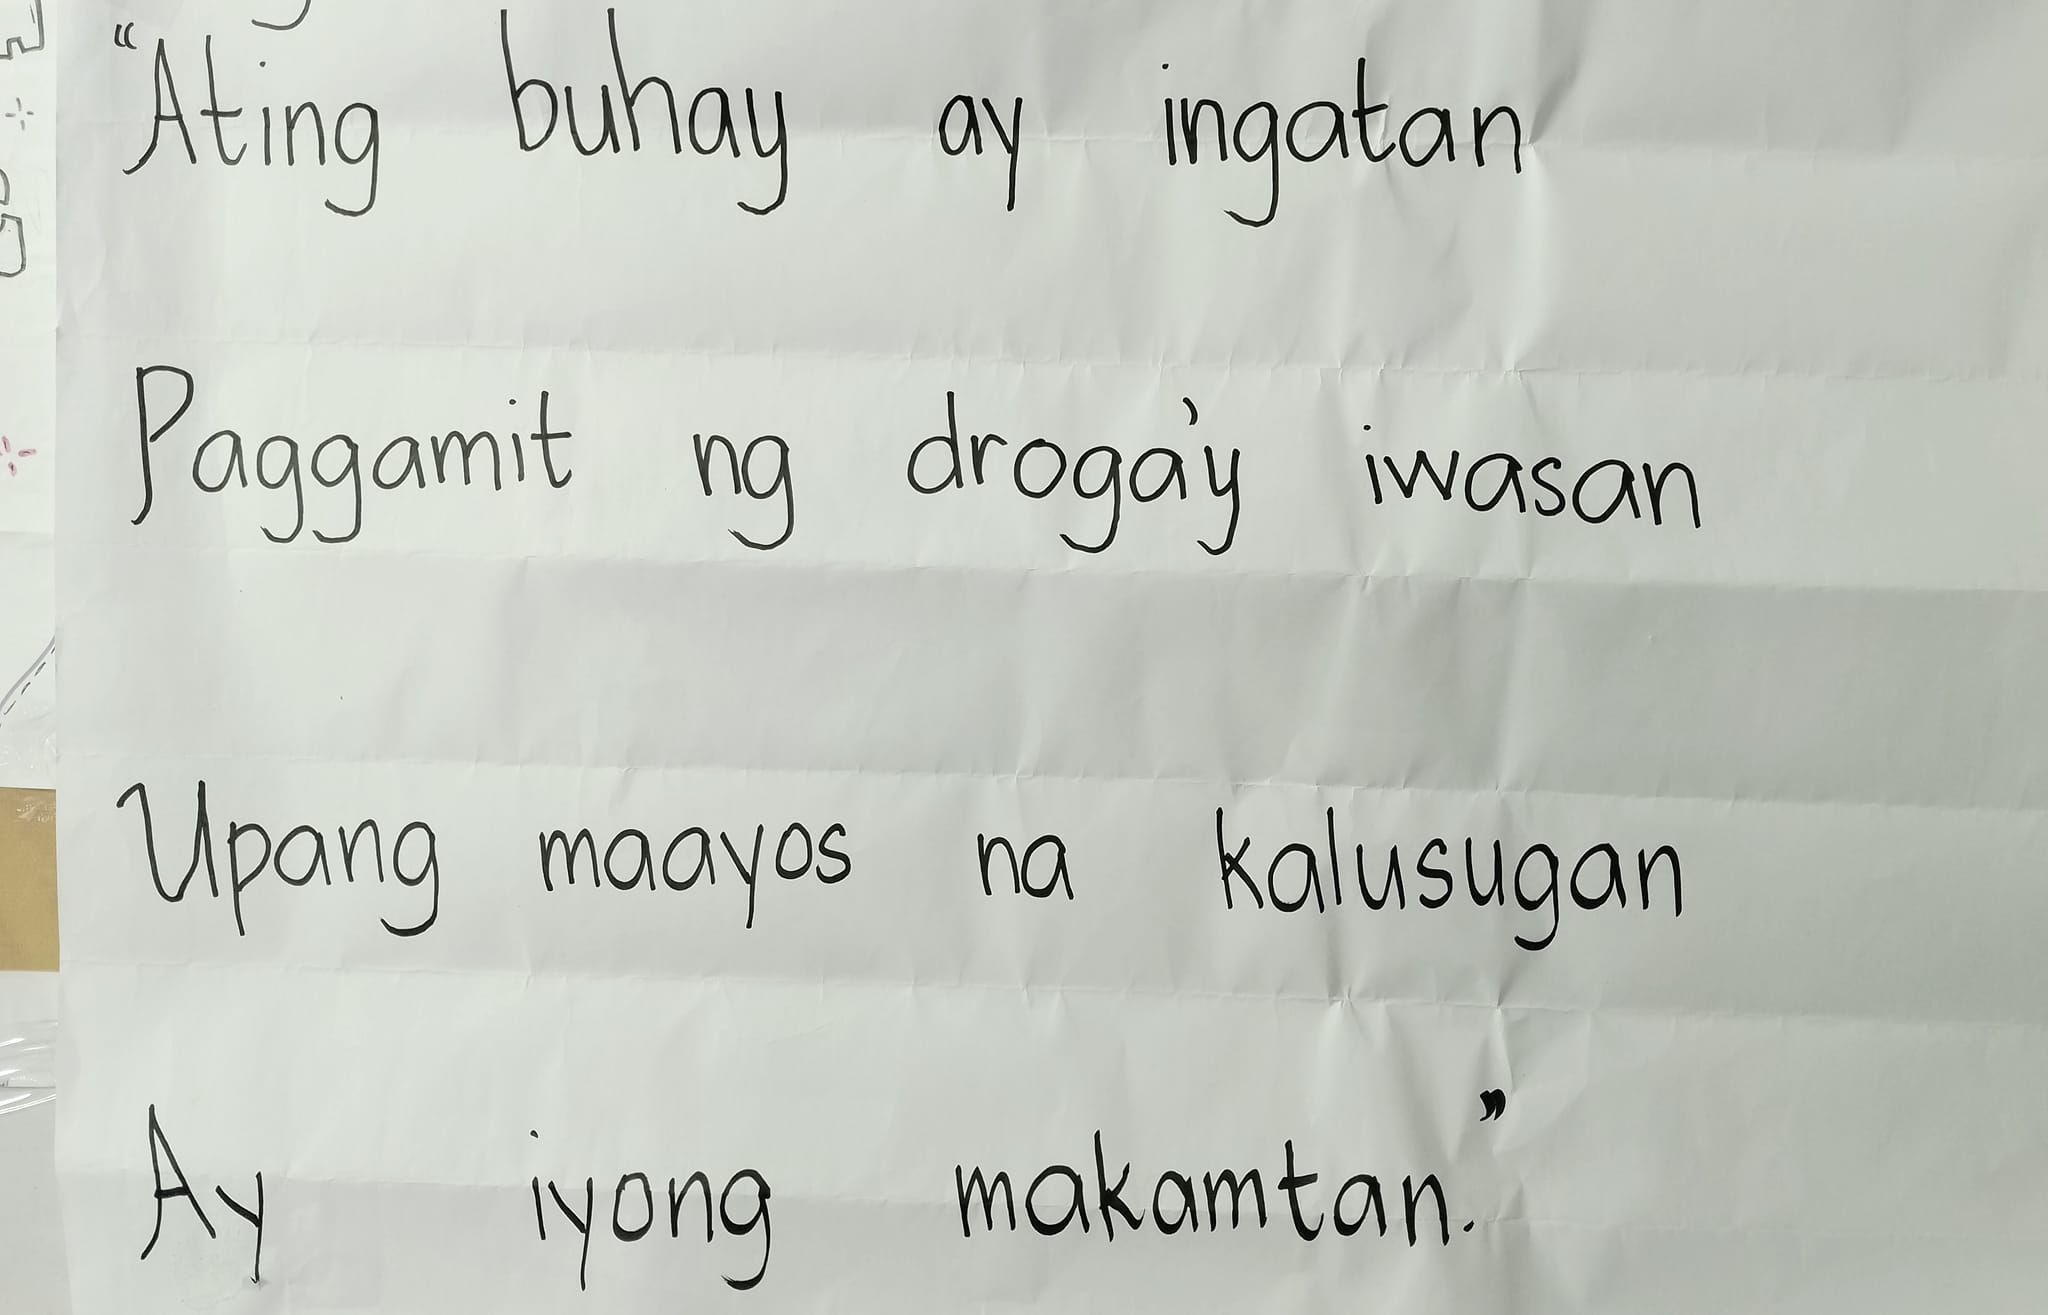 “Ating buhay ay ingatan
Paggamit ng droga'y iwasan
Upang maayos na kalusugan
Ay iyong makamtan.”